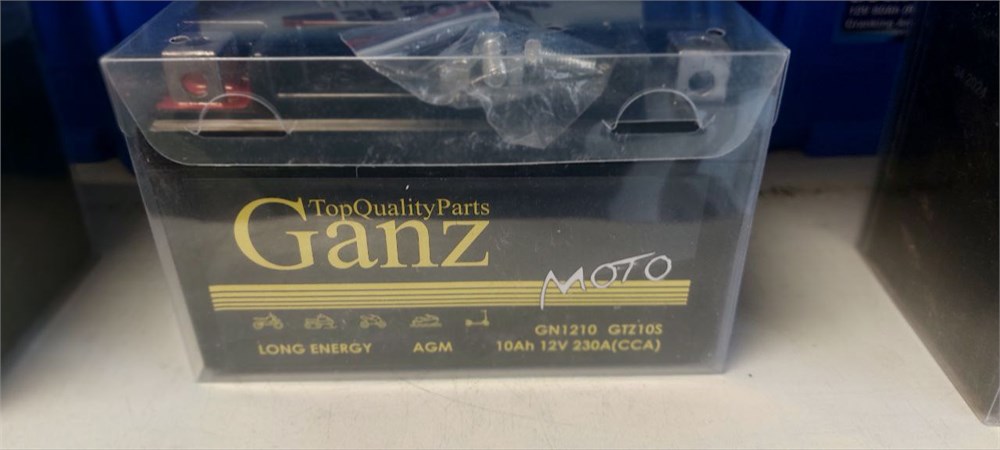 TopQualityParts
Ganz
MOTO
GN1210 GTZ10S
LONG ENERGY AGM 10Ah 12V 230A(CCA)